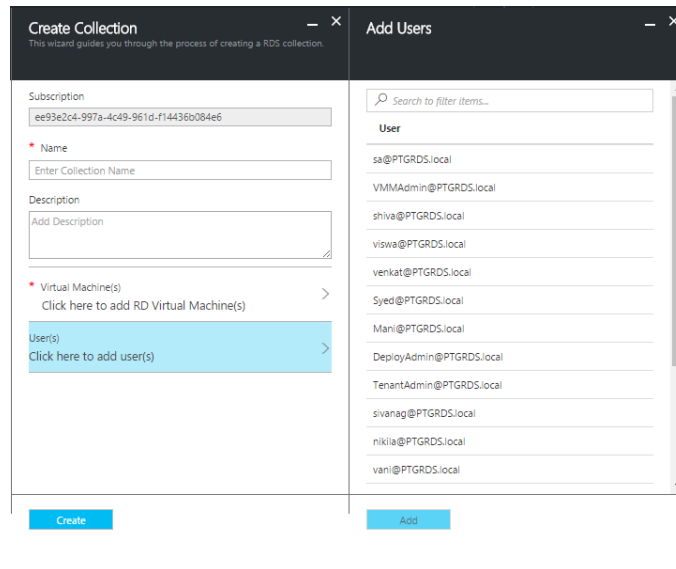 Create Collection
This wizard guides you through the process of creating a RDS collection.
Subscription
ee93e2c4-997a-4c49-961d-f14436b084e6
* Name
Enter Collection Name
Description
Add Description
* Virtual Machine(s)
Click here to add RD Virtual Machine(s)
User(s)
Click here to add user(s)
Create
Add Users
Search to filter items...
User
sa@PTGRDS.local
VMMAdmin@PTGRDS.local
shiva@PTGRDS.local
viswa@PTGRDS.local
venkat@PTGRDS.local
Syed@PTGRDS.local
Mani@PTGRDS.local
DeployAdmin@PTGRDS.local
TenantAdmin@PTGRDS.local
sivanag@PTGRDS.local
nikila@PTGRDS.local
vani@PTGRDS.local
Add